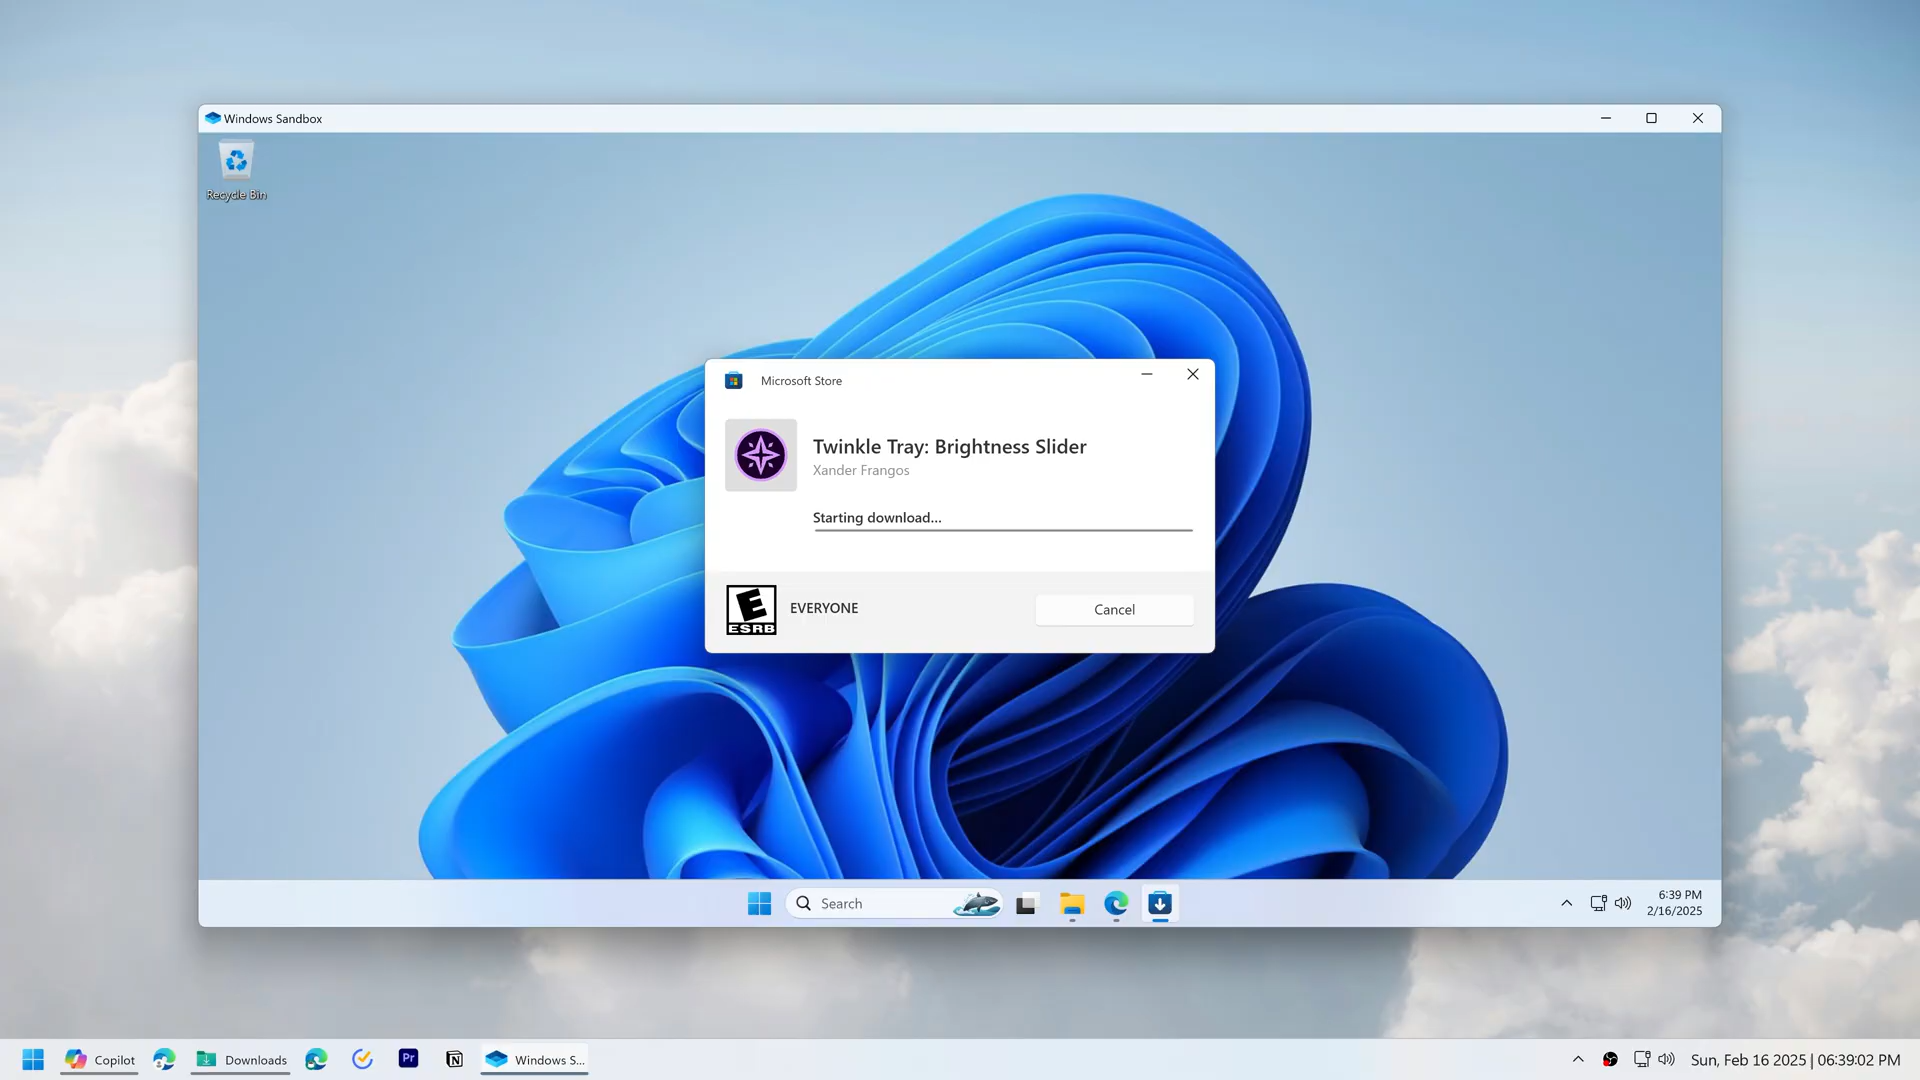 Windows Sandbox
Recycle Bin
Microsoft Store
Twinkle Tray: Brightness Slider
Xander Frangos
Starting download...
E
ESRB
EVERYONE
Cancel
Search
6:39 PM
2/16/2025
Copilot
Downloads
Pr
N
Windows S...
Sun, Feb 16 2025 | 06:39:02 PM